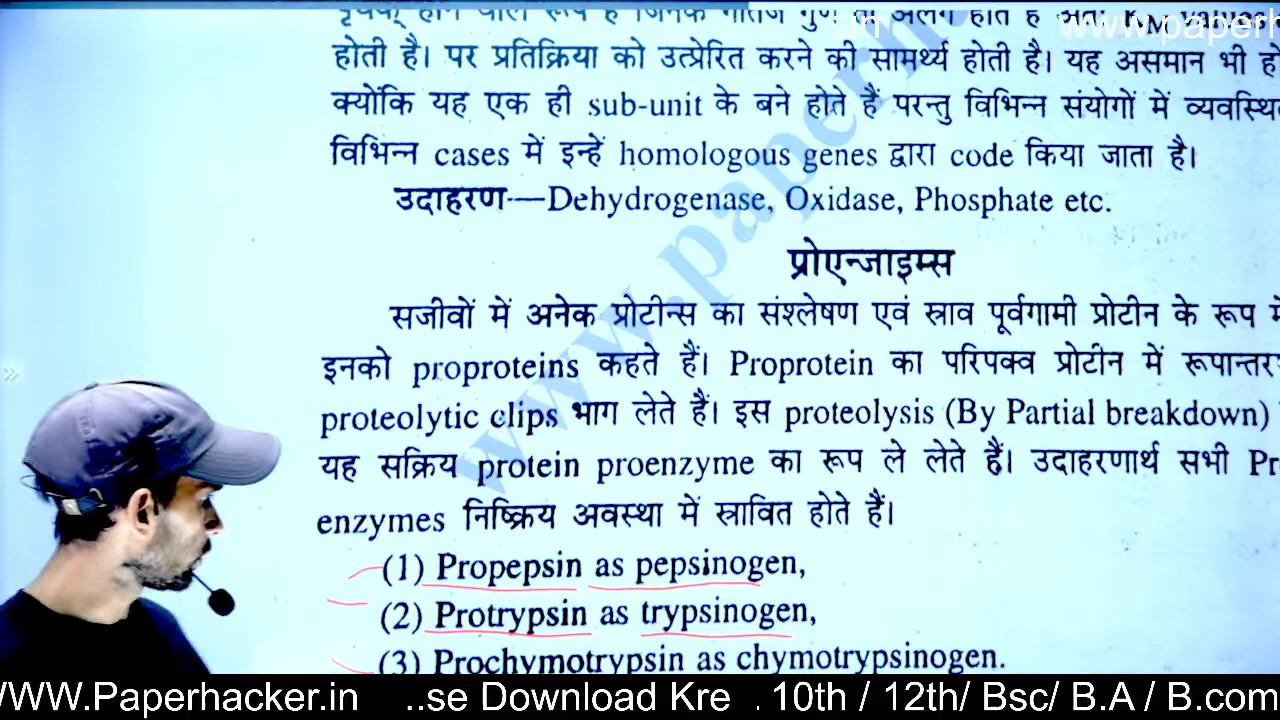 होती है। पर प्रतिक्रिया को उत्प्रेरित करने की सामर्थ्य होती है। यह असमान भी
क्योंकि यह एक ही sub-unit के बने होते हैं परन्तु विभिन्न संयोगों में
विभिन्न cases में इन्हें homologous genes द्वारा code किया जाता है।
उदाहरण—Dehydrogenase, Oxidase, Phosphate etc.
प्रोएन्जाइम्स
सजीवों में अनेक प्रोटीन्स का संश्लेषण एवं स्राव पूर्वगामी प्रोटीन के रूप
इनको proproteins कहते हैं। Proprotein का परिपक्व प्रोटीन में
proteolytic clips भाग लेते हैं। इस proteolysis (By Partial breakdown)
यह सक्रिय protein proenzyme का रूप ले लेते हैं। उदाहरणार्थ सभी
enzymes निष्क्रिय अवस्था में स्रावित होते हैं।
(1) Propepsin as pepsinogen,
(2) Protrypsin as trypsinogen,
(3) Prochymotrypsin as chymotrypsinogen.
WWW.Paperhacker.in ..se Download Kre . 10th / 12th/ Bsc/ B.A / B.com